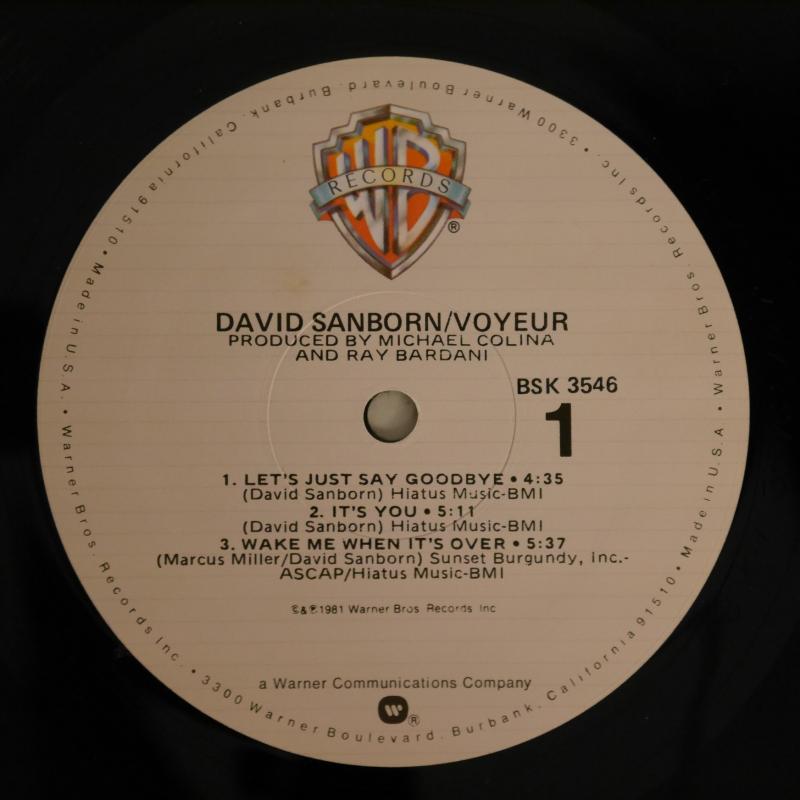 WB
RECORDS
®
DAVID SANBORN/VOYEUR
PRODUCED BY MICHAEL COLINA
AND RAY BARDANI
BSK 3546
1
1. LET'S JUST SAY GOODBYE • 4:35
(David Sanborn) Hiatus Music-BMI
2. IT'S YOU • 5:11
(David Sanborn) Hiatus Music-BMI
3. WAKE ME WHEN IT'S OVER • 5:37
(Marcus Miller/David Sanborn) Sunset Burgundy, Inc.-
ASCAP/Hiatus Music-BMI
©&℗1981 Warner Bros Records Inc
a Warner Communications Company
W®
Warner Bros. Records Inc. • 3300 Warner Boulevard. Burbank. California 91510 • Made in U.S.A. • Warner Bros. Records Inc. • 3300 Warner Boulevard. Burbank. California 91510 • Made in U.S.A •